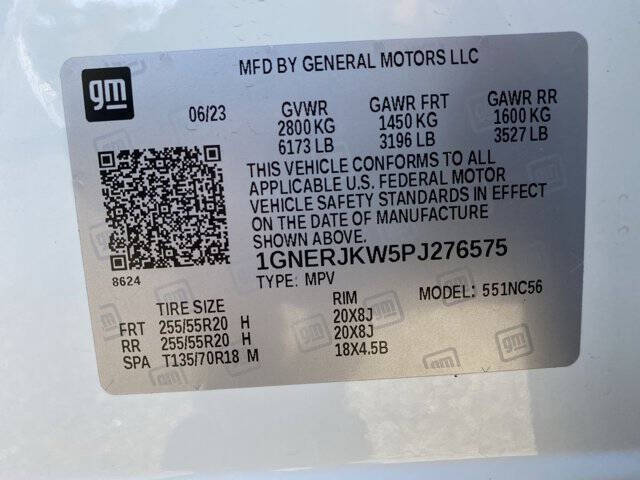 gm
MFD BY GENERAL MOTORS LLC
06/23 GVWR GAWR FRT GAWR RR
2800 KG 1450 KG 1600 KG
6173 LB 3196 LB 3527 LB
THIS VEHICLE CONFORMS TO ALL
APPLICABLE U.S. FEDERAL MOTOR
VEHICLE SAFETY STANDARDS IN EFFECT
ON THE DATE OF MANUFACTURE
SHOWN ABOVE.
1GNERJKW5PJ276575
8624
TYPE: MPV MODEL: 551NC56
TIRE SIZE RIM
FRT 255/55R20 H 20X8J
RR 255/55R20 H 20X8J
SPA T135/70R18 M 18X4.5B